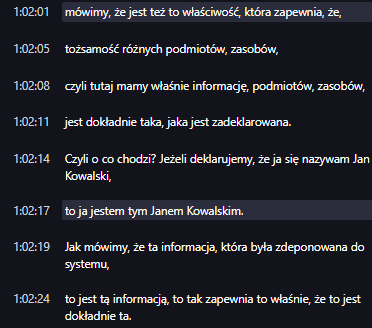 1:02:01 mówimy, że jest też to właściwość, która zapewnia, że,
1:02:05 tożsamość różnych podmiotów, zasobów,
1:02:08 czyli tutaj mamy właśnie informację, podmiotów, zasobów,
1:02:11 jest dokładnie taka, jaka jest zadeklarowana.
1:02:14 Czyli o co chodzi? Jeżeli deklarujemy, że ja się nazywam Jan
Kowalski,
1:02:17 to ja jestem tym Janem Kowalskim.
1:02:19 Jak mówimy, że ta informacja, która była zdeponowana do
systemu,
1:02:24 to jest tą informacją, to tak zapewnia to właśnie, że to jest
dokładnie ta.